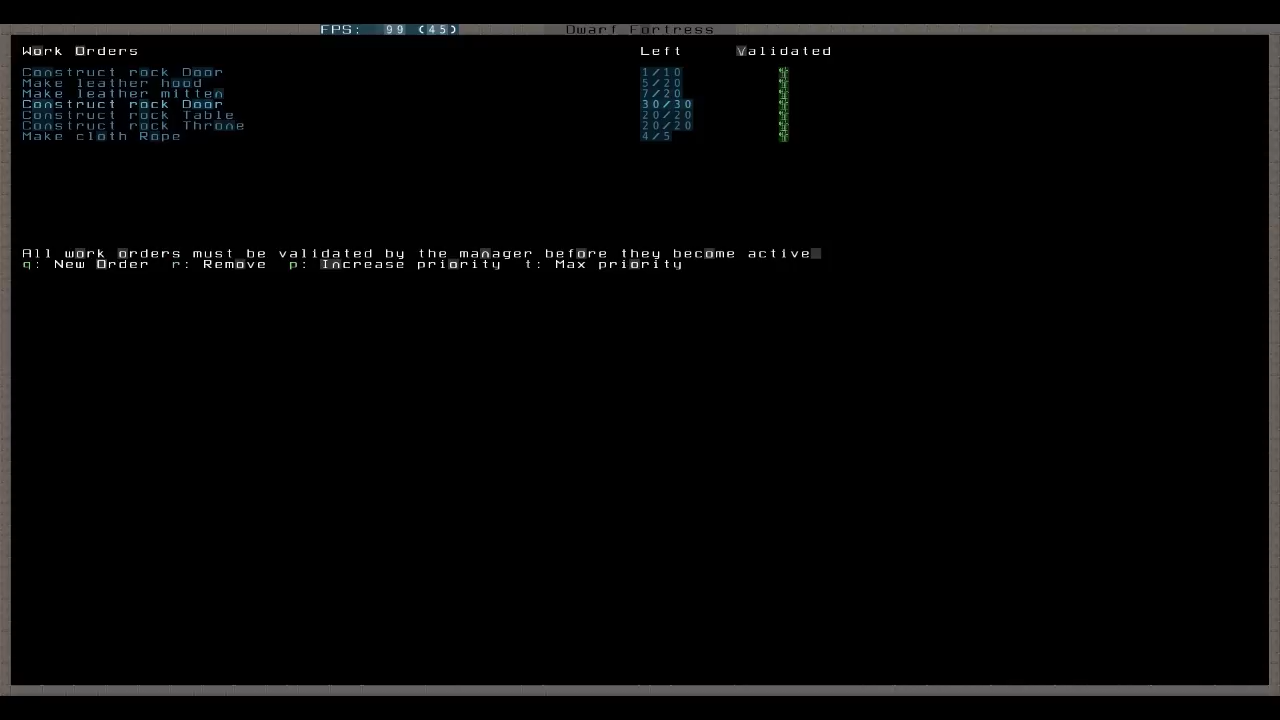 FPS: 99 (45) Dwarf Fortress
Work Orders Left Validated
Construct rock Door 1/10
Make leather hood 5/20
Make leather mitten 7/20
Construct rock Door 30/30
Construct rock Table 20/20
Construct rock Throne 20/20
Make cloth Rope 4/5
All work orders must be validated by the manager before they become active
q: New Order r: Remove p: Increase priority t: Max priority